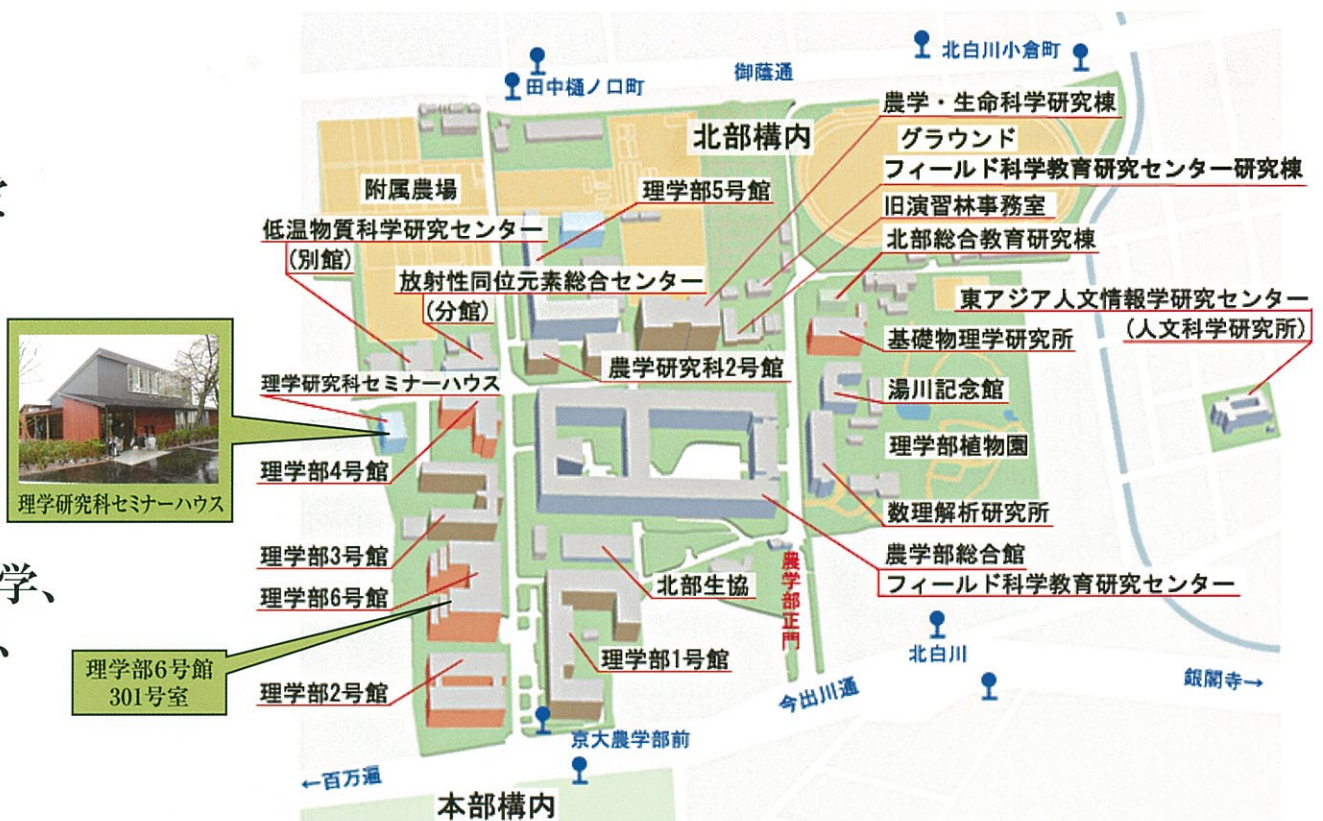 北白川小倉町
御蔭通
田中樋ノ口町
農学・生命科学研究棟
北部構内
グラウンド
フィールド科学教育研究センター研究棟
附属農場
理学部5号館
旧演習林事務室
低温物質科学研究センター
(別館)
北部総合教育研究棟
放射性同位元素総合センター
(分館)
東アジア人文情報学研究センター
(人文科学研究所)
基礎物理学研究所
農学研究科2号館
理学研究科セミナーハウス
湯川記念館
理学部植物園
理学部4号館
理学研究科セミナーハウス
数理解析研究所
理学部3号館
農学部総合館
フィールド科学教育研究センター
学、
、
理学部6号館
北部生協
農学部正門
理学部6号館
301号室
理学部1号館
理学部2号館
北白川
銀閣寺→
今出川通
京大農学部前
←百万遍
本部構内